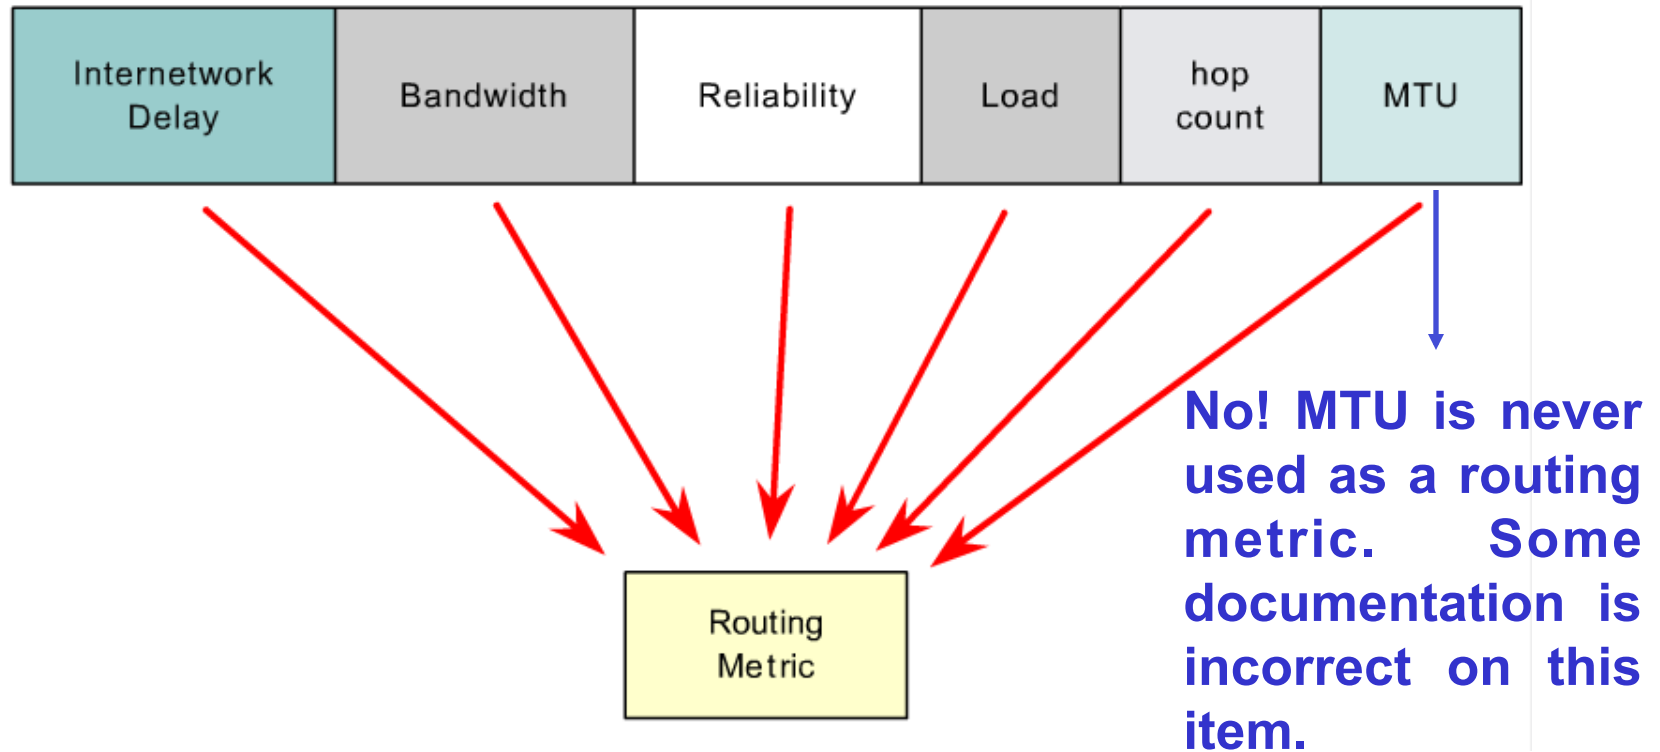 Internetwork
Delay
Bandwidth
Reliability
Load
hop
count
MTU
No! MTU is never
used as a routing
metric. Some
documentation is
incorrect on this
item.
Routing
Metric